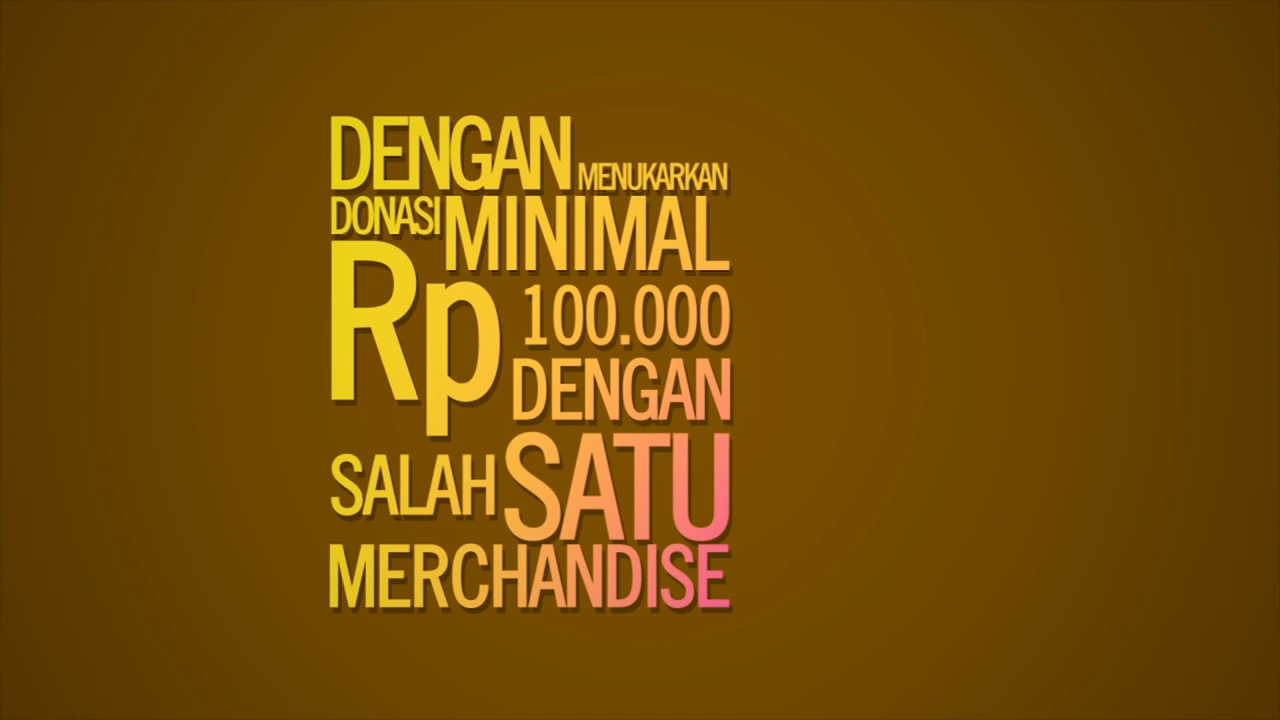 DENGAN MENUKARKAN
DONASI MINIMAL
Rp 100.000
DENGAN
SALAH SATU
MERCHANDISE